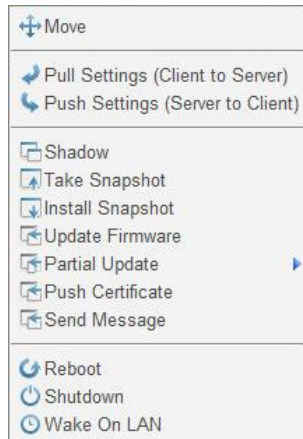 Move
Pull Settings (Client to Server)
Push Settings (Server to Client)
Shadow
Take Snapshot
Install Snapshot
Update Firmware
Partial Update
Push Certificate
Send Message
Reboot
Shutdown
Wake On LAN